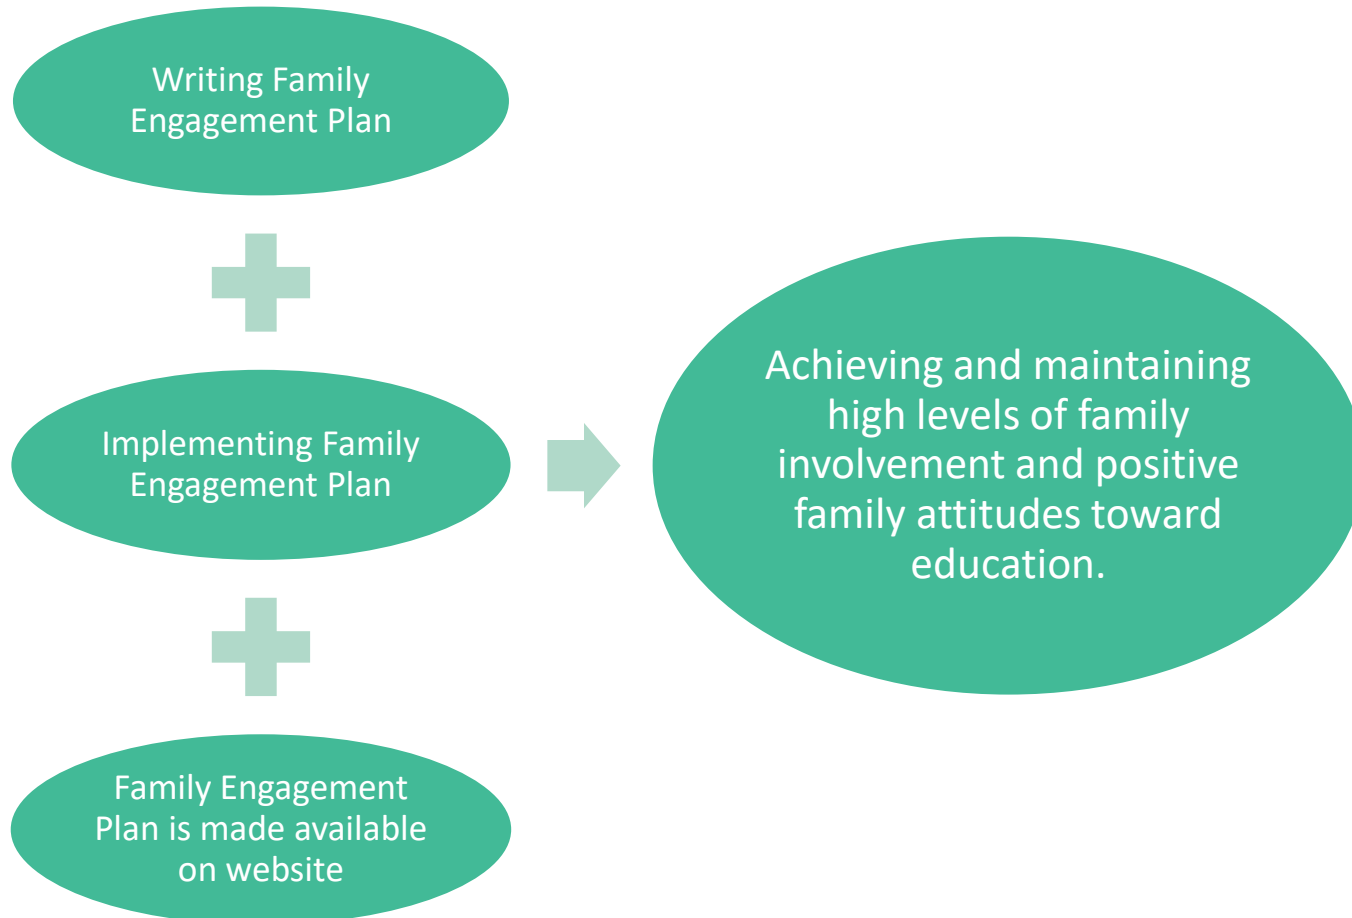 Writing Family
Engagement Plan
Implementing Family
Engagement Plan
Family Engagement
Plan is made available
on website
Achieving and maintaining
high levels of family
involvement and positive
family attitudes toward
education.